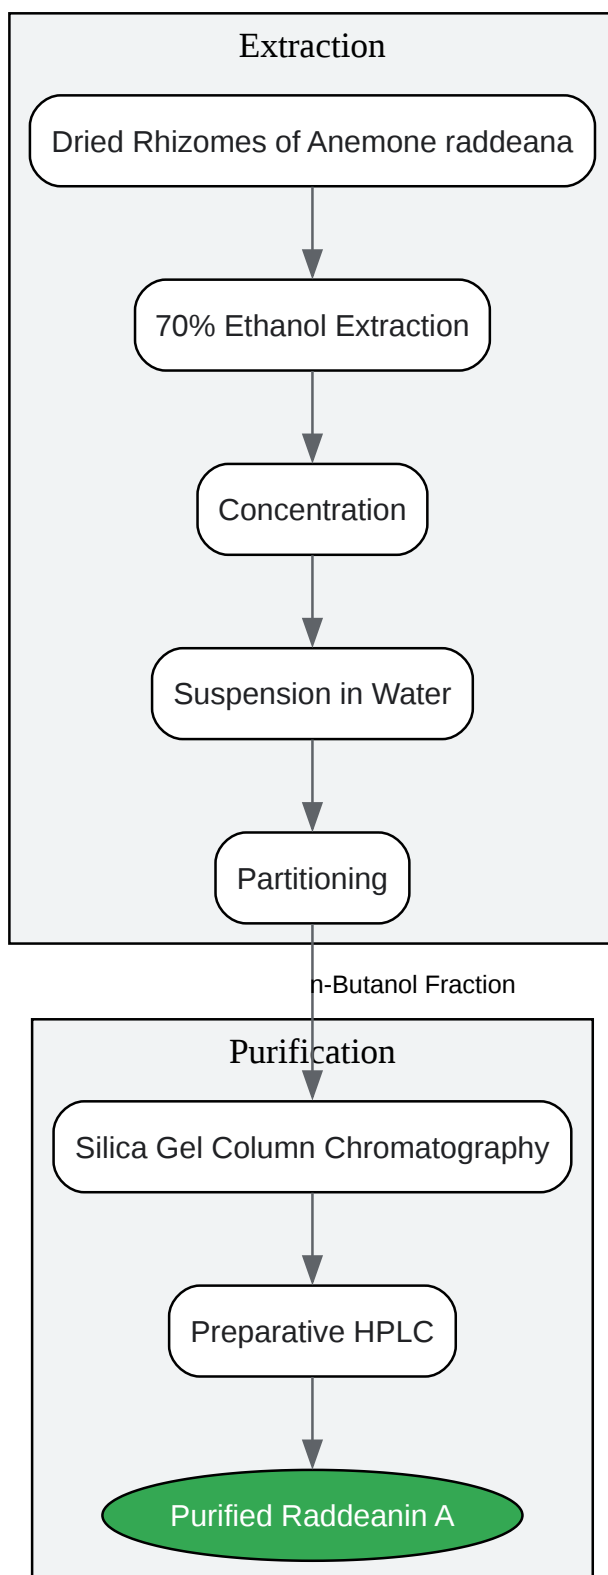 Extraction
Dried Rhizomes of Anemone raddeana
70% Ethanol Extraction
Concentration
Suspension in Water
Partitioning
n-Butanol Fraction
Purification
Silica Gel Column Chromatography
Preparative HPLC
Purified Raddeanin A